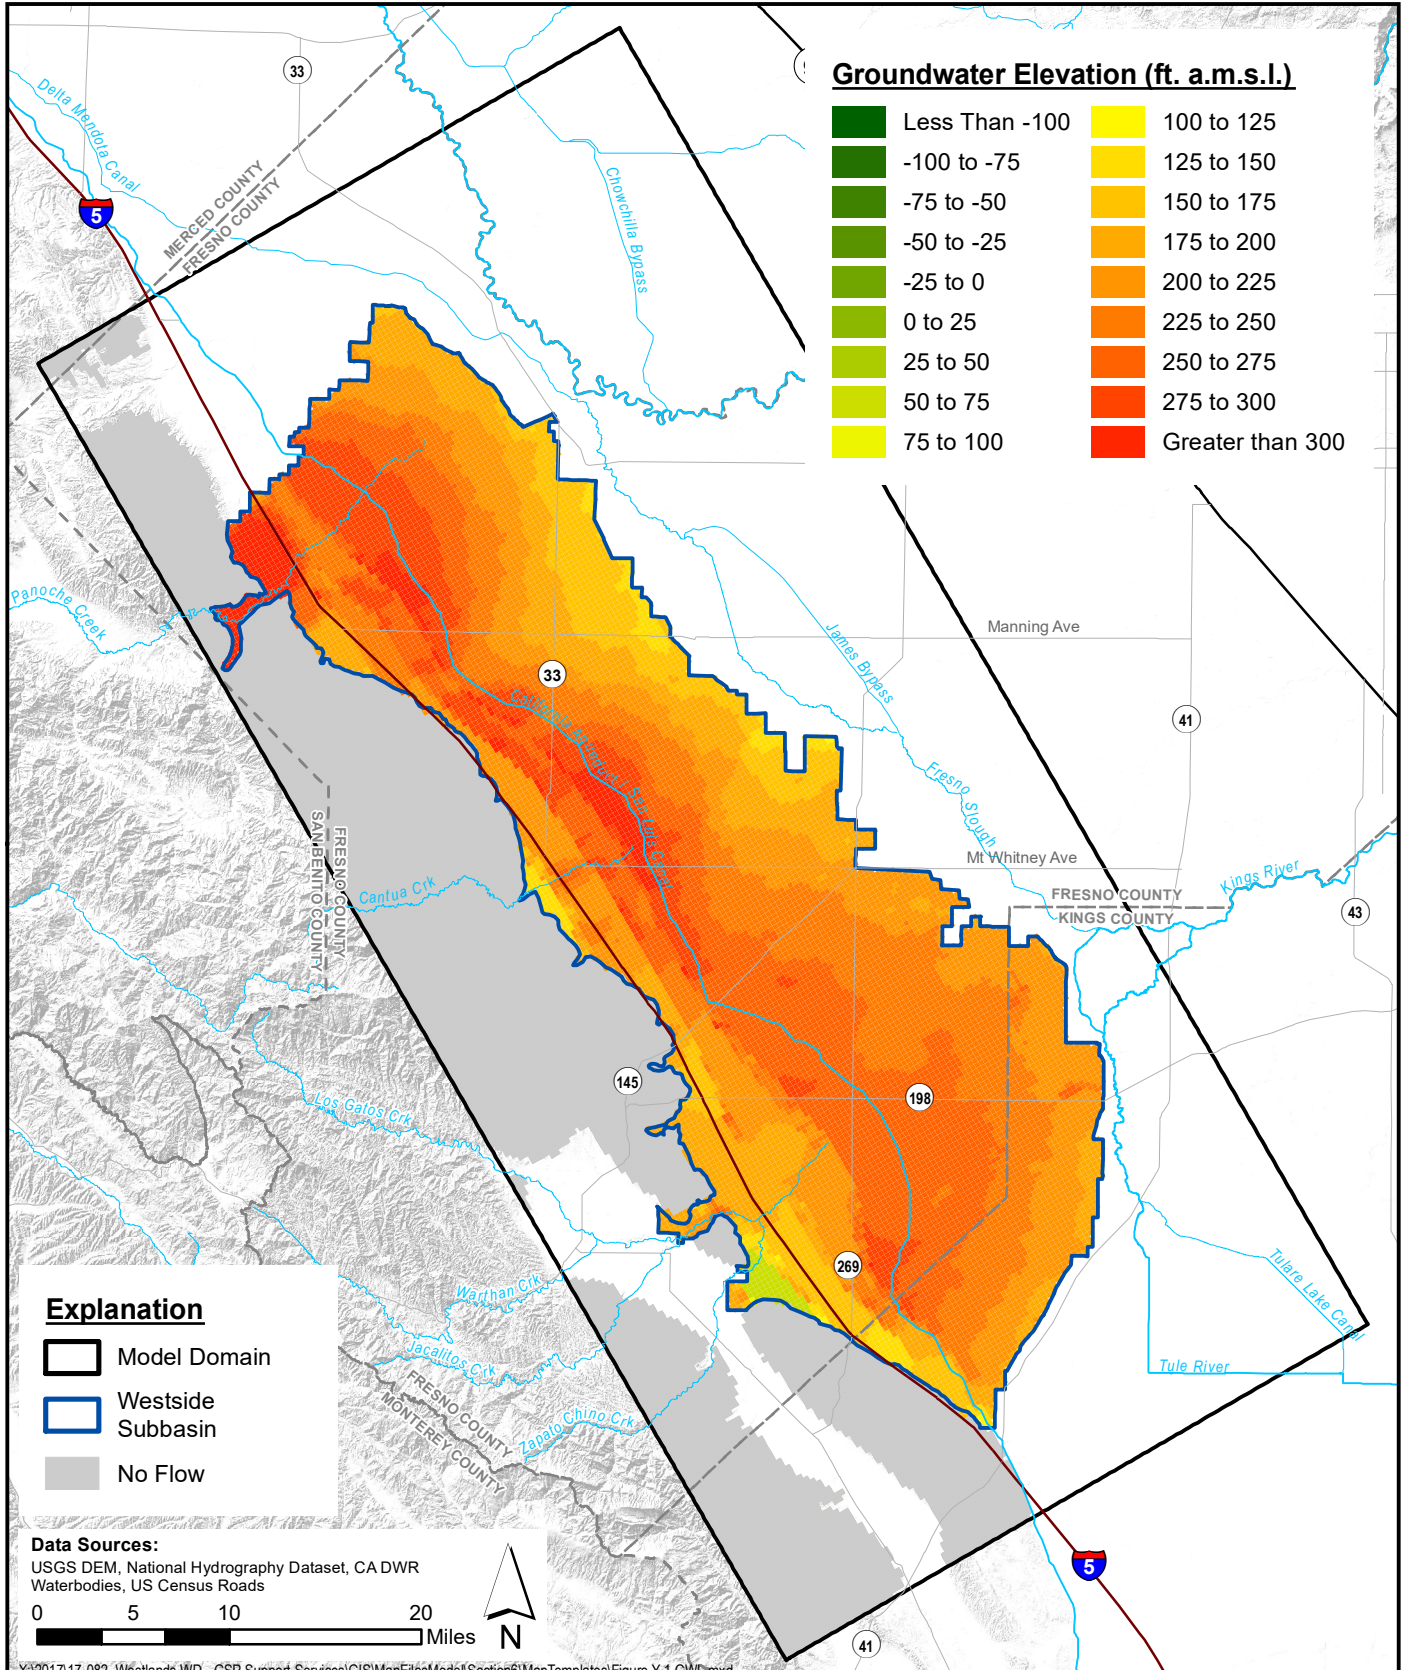 Groundwater Elevation (ft. a.m.s.l.)
Less Than -100
-100 to -75
-75 to -50
-50 to -25
-25 to 0
0 to 25
25 to 50
50 to 75
75 to 100
100 to 125
125 to 150
150 to 175
175 to 200
200 to 225
225 to 250
250 to 275
275 to 300
Greater than 300
33
Delta Mendota Canal
5
MERCED COUNTY
FRESNO COUNTY
Chowchilla Bypass
Panoche Creek
Manning Ave
James Bypass
33
41
California Aqueduct / San Luis Canal
Fresno Slough
SAN BENITO COUNTY
FRESNO COUNTY
Mt Whitney Ave
Kings River
Cantua Crk
FRESNO COUNTY
KINGS COUNTY
43
145
198
Los Gatos Crk
269
Tulare Lake Canal
Warthan Crk
Jacalitos Crk
Tule River
FRESNO COUNTY
MONTEREY COUNTY
Zapato Chino Crk
Explanation
Model Domain
Westside
Subbasin
No Flow
Data Sources:
USGS DEM, National Hydrography Dataset, CA DWR
Waterbodies, US Census Roads
0 5 10 20
Miles
N
5
41